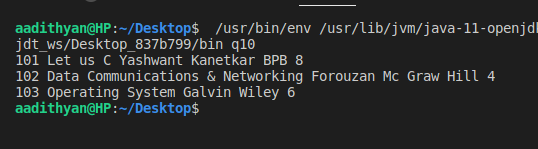 aadithyan@HP:~/Desktop$  /usr/bin/env /usr/lib/jvm/java-11-openjd
jdt_ws/Desktop_837b799/bin q10
101 Let us C Yashwant Kanetkar BPB 8
102 Data Communications & Networking Forouzan Mc Graw Hill 4
103 Operating System Galvin Wiley 6
aadithyan@HP:~/Desktop$